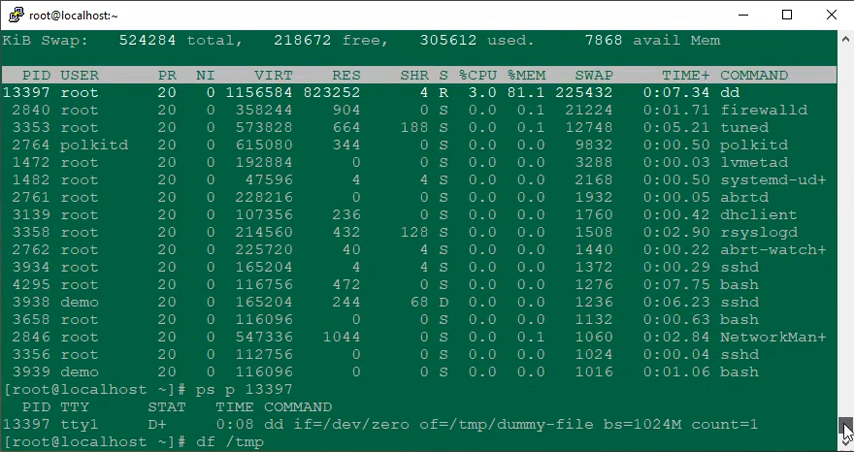 root@localhost:~
KiB Swap:   524284 total,   218672 free,   305612 used.     7868 avail Mem
  PID USER      PR  NI    VIRT    RES    SHR S %CPU %MEM   SWAP     TIME+ COMMAND
13397 root      20   0 1156584 823252      4 R  3.0 81.1 225432   0:07.34 dd
 2840 root      20   0  358244    904      0 S  0.0  0.1  21224   0:01.71 firewalld
 3353 root      20   0  573828    664    188 S  0.0  0.1  12748   0:05.21 tuned
 2764 polkitd   20   0  615080    344      0 S  0.0  0.0   9832   0:00.50 polkitd
 1472 root      20   0  192884      0      0 S  0.0  0.0   3288   0:00.03 lvmetad
 1482 root      20   0   47596      4      4 S  0.0  0.0   2168   0:00.50 systemd-ud+
 2761 root      20   0  228216      0      0 S  0.0  0.0   1932   0:00.05 abrtd
 3139 root      20   0  107356    236      0 S  0.0  0.0   1760   0:00.42 dhclient
 3358 root      20   0  214560    432    128 S  0.0  0.0   1508   0:02.90 rsyslogd
 2762 root      20   0  225720     40      4 S  0.0  0.0   1440   0:00.22 abrt-watch+
 3934 root      20   0  165204      4      4 S  0.0  0.0   1372   0:00.29 sshd
 4295 root      20   0  116756    472      0 S  0.0  0.0   1276   0:07.75 bash
 3938 demo      20   0  165204    244     68 D  0.0  0.0   1236   0:06.23 sshd
 3658 root      20   0  116096      0      0 S  0.0  0.0   1132   0:00.63 bash
 2846 root      20   0  547336   1044      0 S  0.0  0.1   1060   0:02.84 NetworkMan+
 3356 root      20   0  112756      0      0 S  0.0  0.0   1024   0:00.04 sshd
 3939 demo      20   0  116096      0      0 S  0.0  0.0   1016   0:01.06 bash
[root@localhost ~]# ps p 13397
  PID TTY      STAT   TIME COMMAND
13397 tty1     D+     0:08 dd if=/dev/zero of=/tmp/dummy-file bs=1024M count=1
[root@localhost ~]# df /tmp